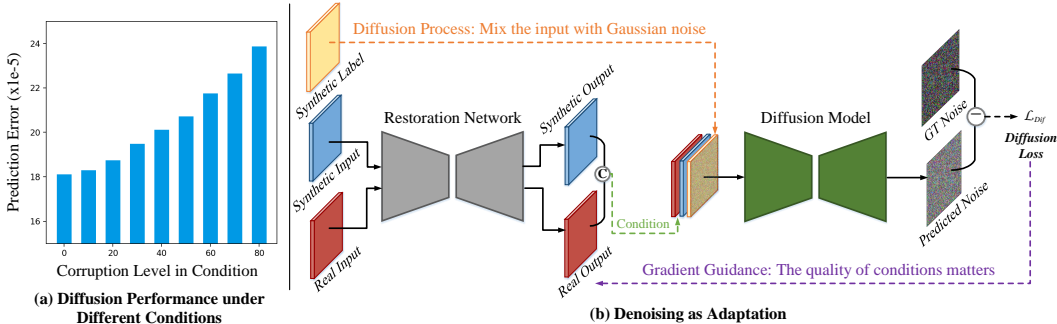 Prediction Error (x1e-5)
24
22
20
18
16
0
20
40
60
80
Corruption Level in Condition
(a) Diffusion Performance under
Different Conditions
Diffusion Process: Mix the input with Gaussian noise
Synthetic Label
Synthetic Input
Real Input
Restoration Network
Synthetic Output
C
Real Output
Condition
Diffusion Model
GT Noise
Predicted Noise
−
ℒDif
Diffusion
Loss
Gradient Guidance: The quality of conditions matters
(b) Denoising as Adaptation